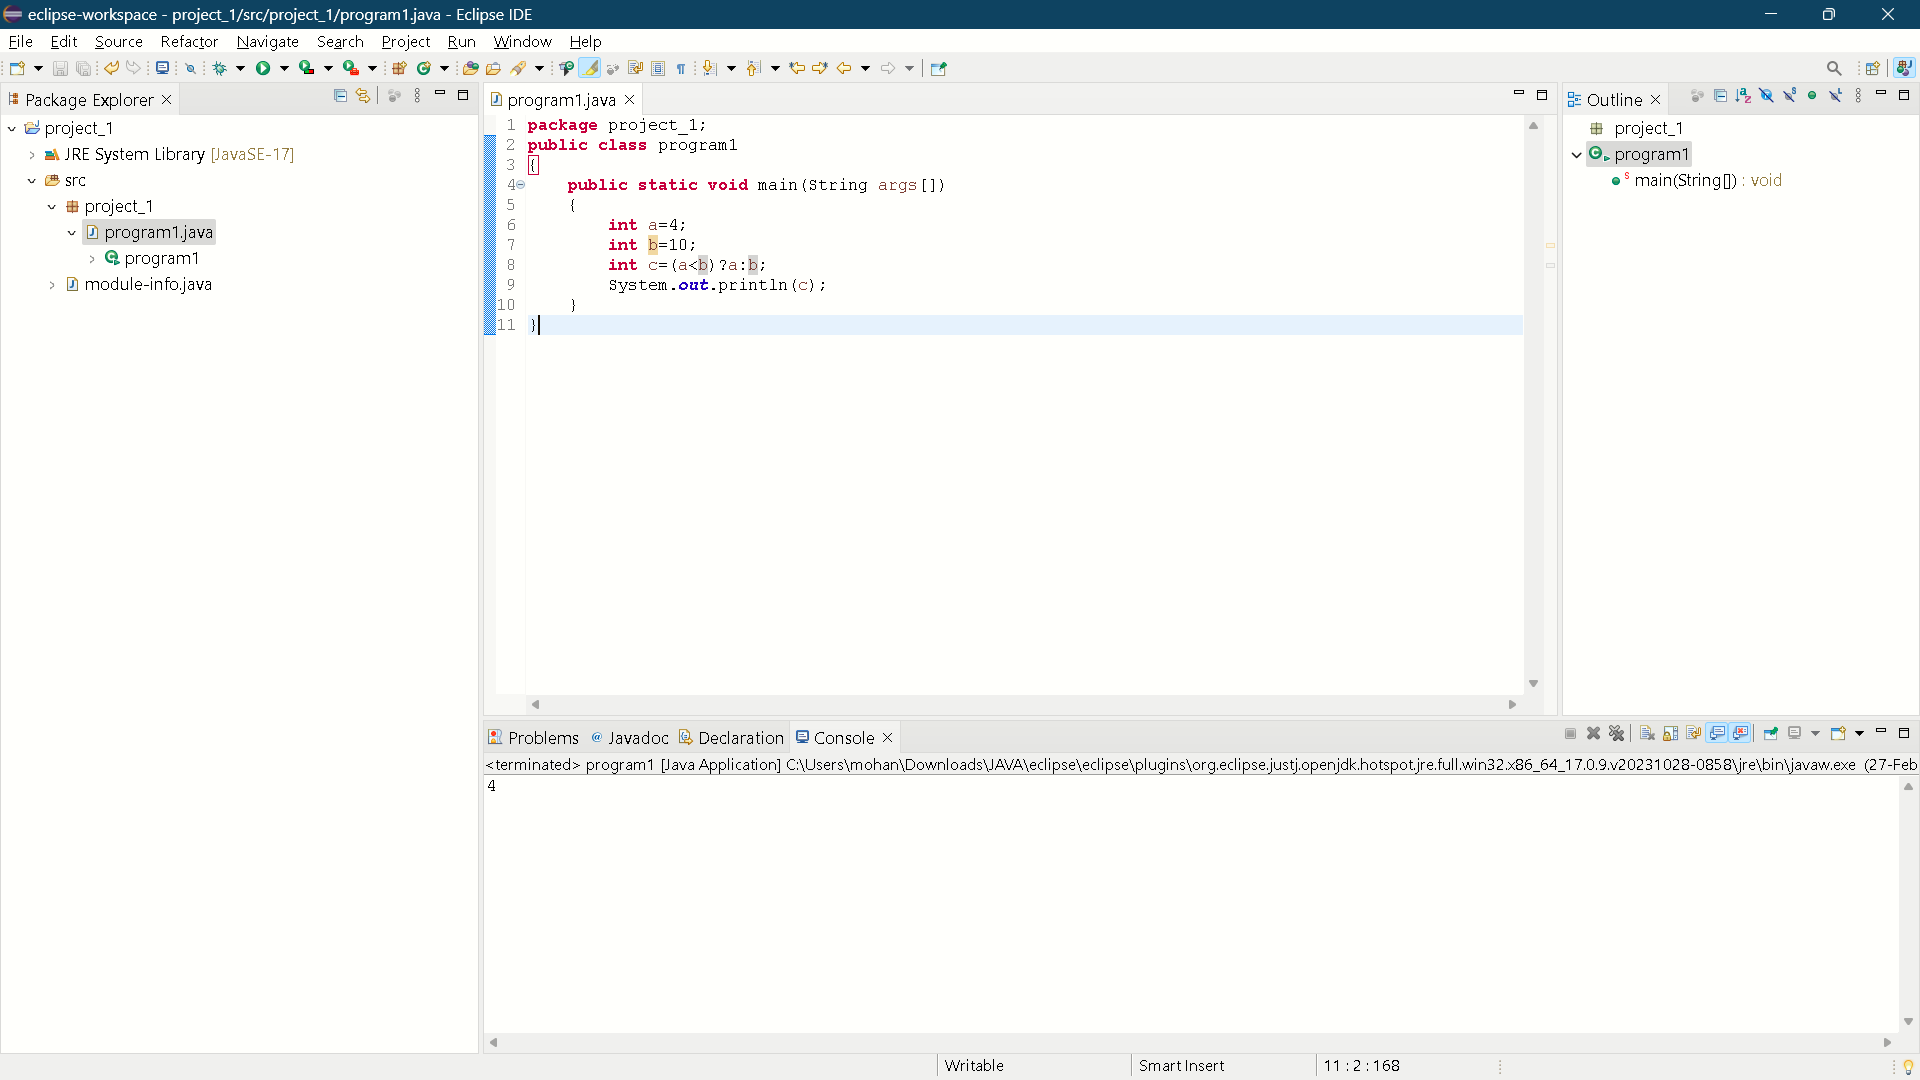 eclipse-workspace - project_1/src/project_1/program1.java - Eclipse IDE
File Edit Source Refactor Navigate Search Project Run Window Help
Package Explorer
project_1
JRE System Library [JavaSE-17]
src
project_1
program1.java
program1
module-info.java
program1.java
1 package project_1;
2 public class program1
3 {
4 public static void main(String args[])
5 {
6 int a=4;
7 int b=10;
8 int c=(a<b)?a:b;
9 System.out.println(c);
10 }
11 }
Outline
project_1
program1
main(String[]) : void
Problems @ Javadoc Declaration Console
<terminated> program1 [Java Application] C:\Users\mohan\Downloads\JAVA\eclipse\eclipse\plugins\org.eclipse.justj.openjdk.hotspot.jre.full.win32.x86_64_17.0.9.v20231028-0858\jre\bin\javaw.exe (27-Feb
4
Writable Smart Insert 11 : 2 : 168